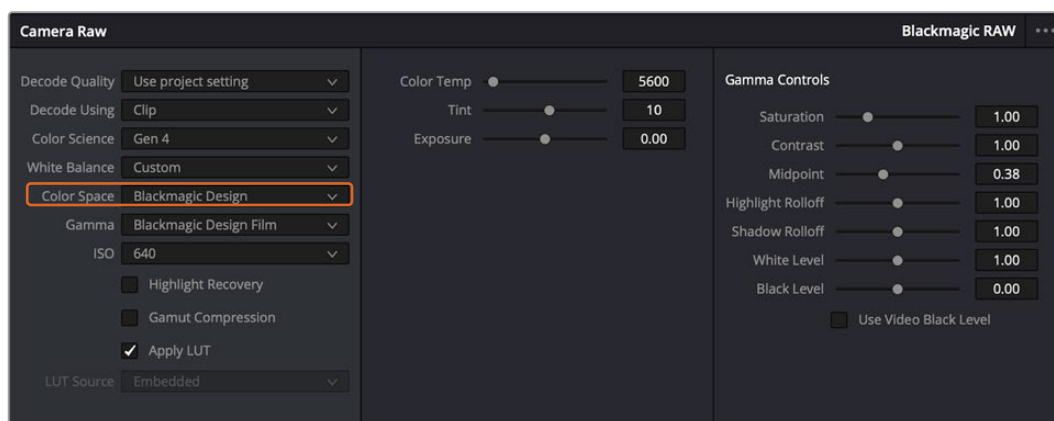 Camera Raw
Blackmagic RAW
Decode Quality Use project setting
Decode Using Clip
Color Science Gen 4
White Balance Custom
Color Space Blackmagic Design
Gamma Blackmagic Design Film
ISO 640
Highlight Recovery
Gamut Compression
Apply LUT
LUT Source Embedded
Color Temp 5600
Tint 10
Exposure 0.00
Gamma Controls
Saturation 1.00
Contrast 1.00
Midpoint 0.38
Highlight Rolloff 1.00
Shadow Rolloff 1.00
White Level 1.00
Black Level 0.00
Use Video Black Level